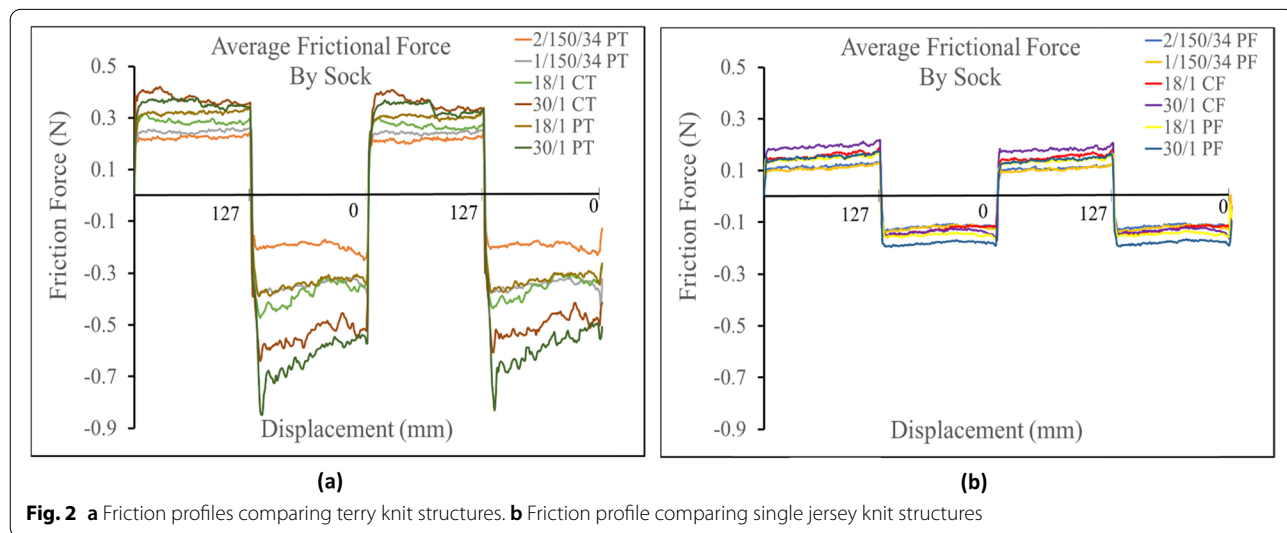 Average Frictional Force
By Sock
2/150/34 PT
1/150/34 PT
18/1 CT
30/1 CT
18/1 PT
30/1 PT
0.5
0.3
0.1
-0.1
-0.3
-0.5
-0.7
-0.9
Friction Force (N)
127
0
127
0
Displacement (mm)
(a)
Average Frictional Force
By Sock
2/150/34 PF
1/150/34 PF
18/1 CF
30/1 CF
18/1 PF
30/1 PF
0.5
0.3
0.1
-0.1
-0.3
-0.5
-0.7
-0.9
Friction Force (N)
127
0
127
0
Displacement (mm)
(b)
Fig. 2 a Friction profiles comparing terry knit structures. b Friction profile comparing single jersey knit structures